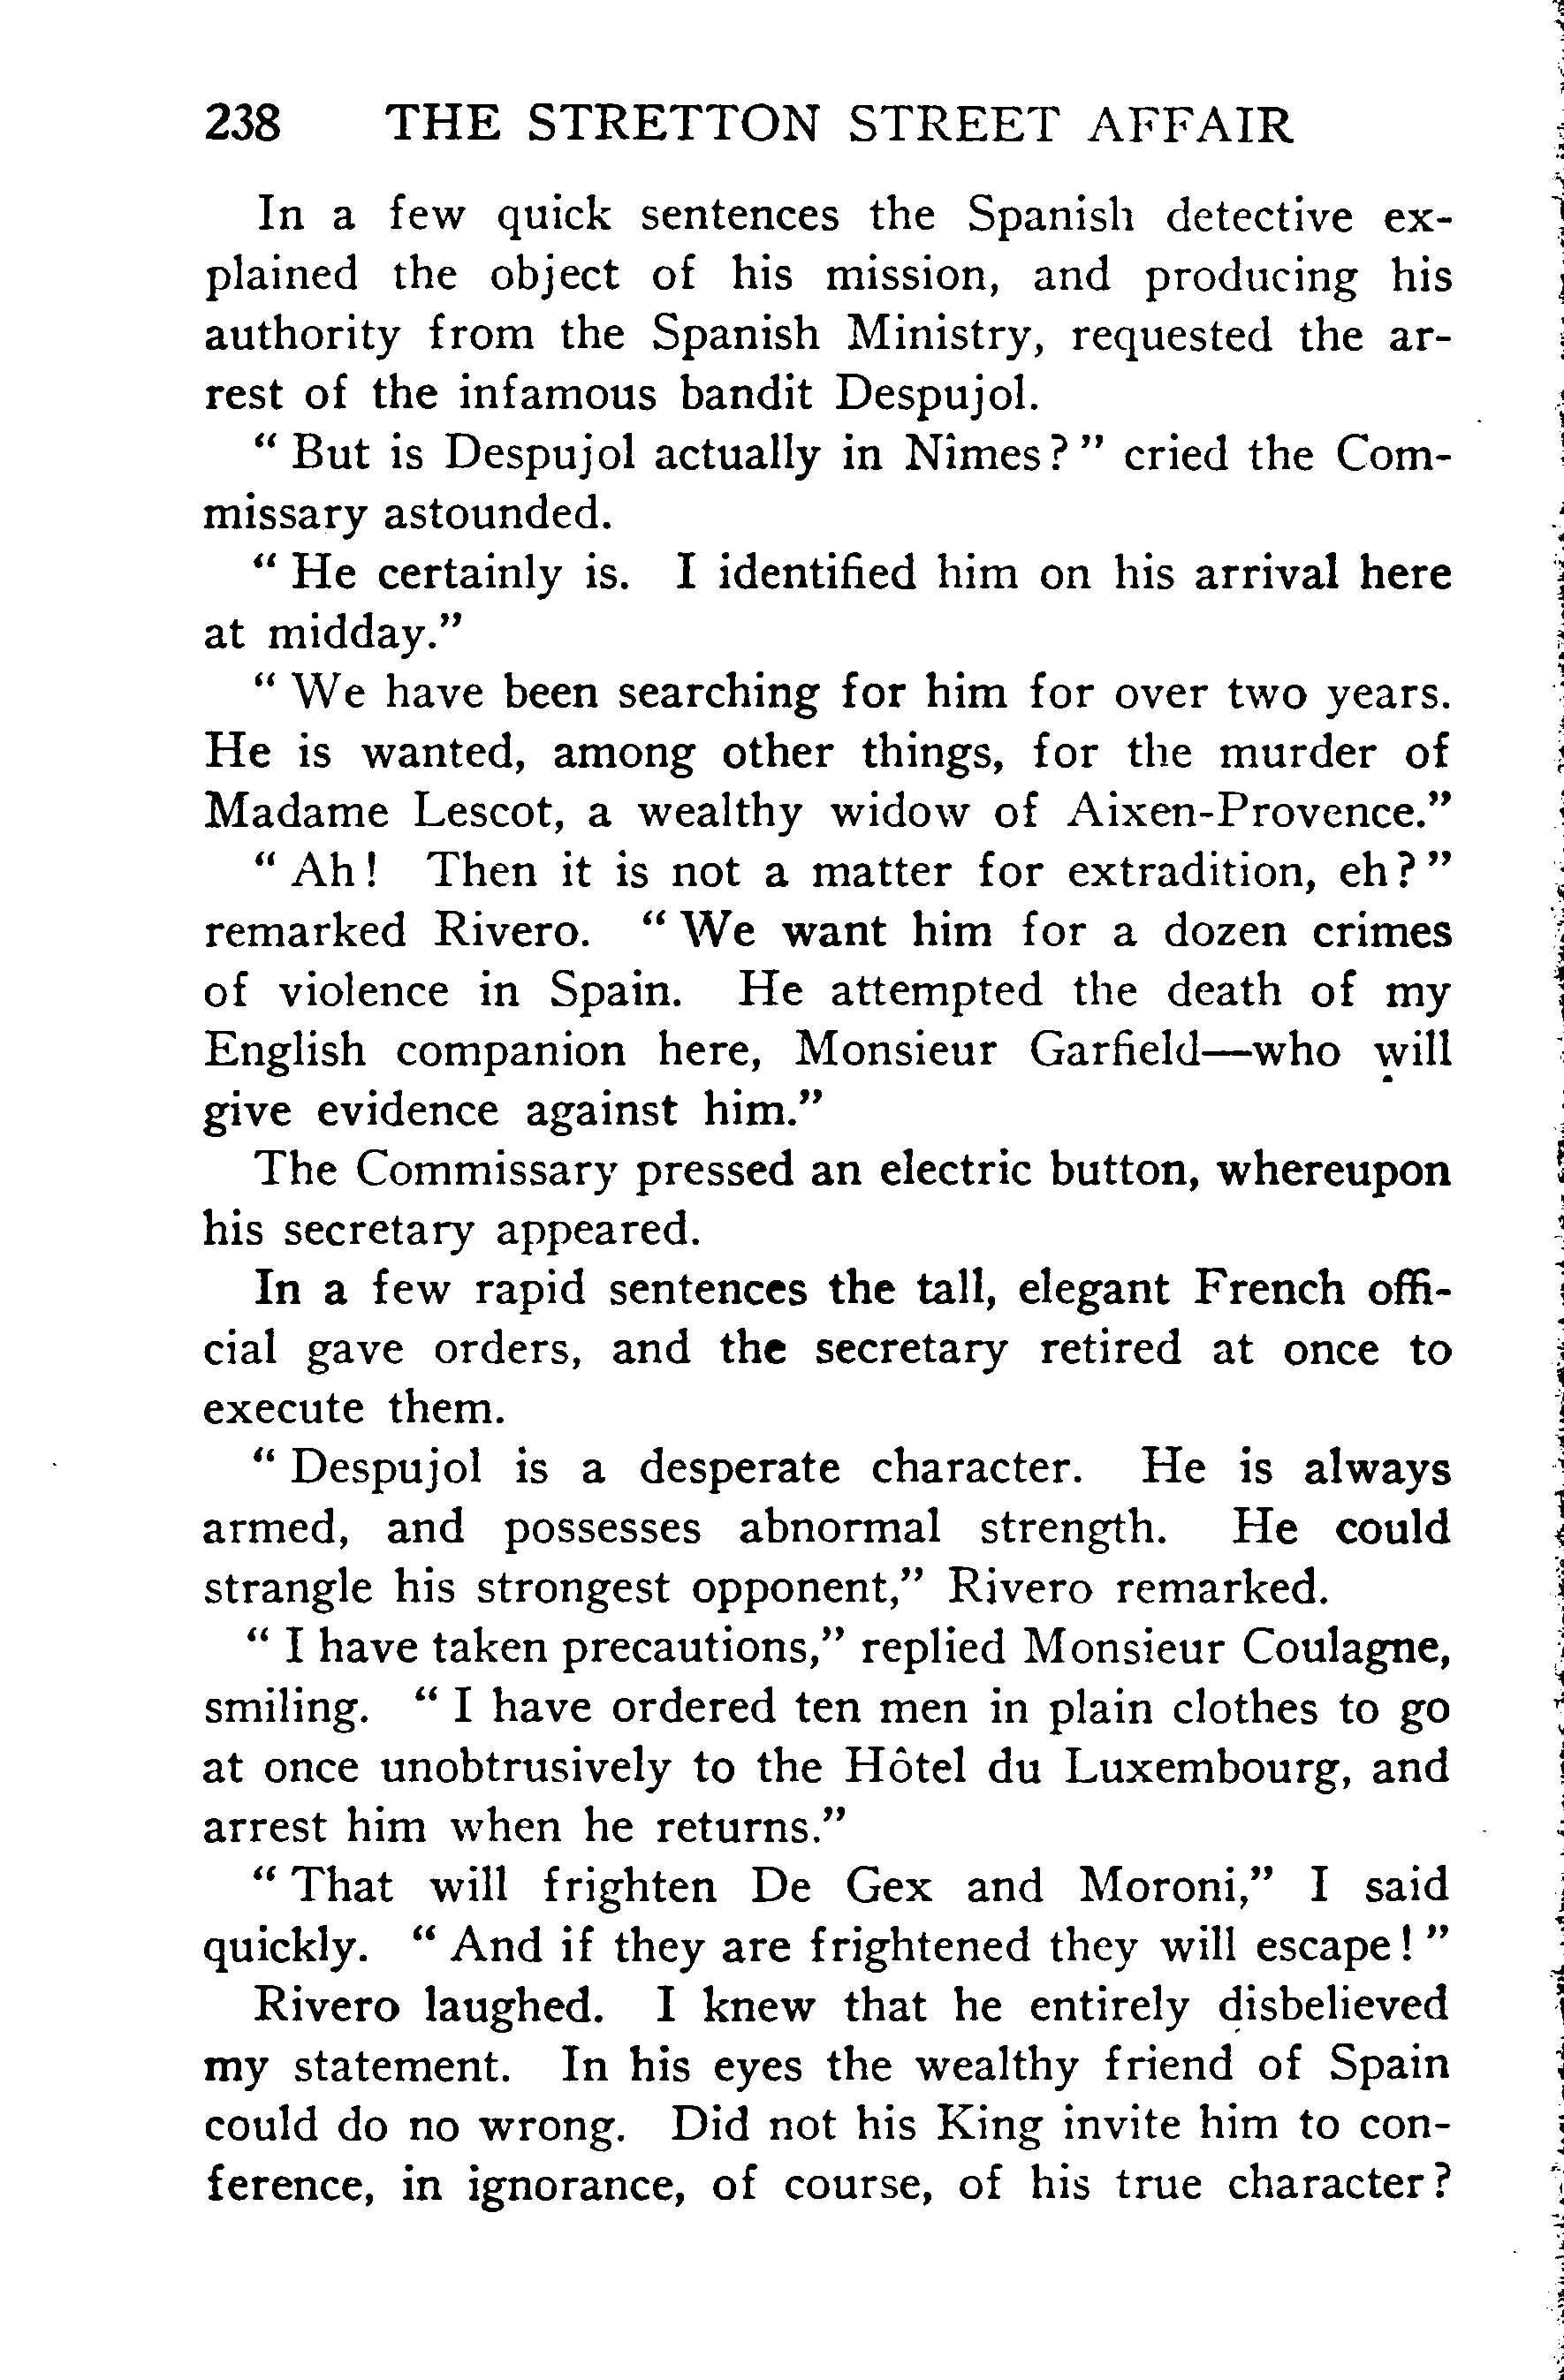 238 THE STRETTON STREET AFFAIR
In a few quick sentences the Spanish detective ex-
plained the object of his mission, and producing his
authority from the Spanish Ministry, requested the ar-
rest of the infamous bandit Despujol.
“ But is Despujol actually in Nîmes? ” cried the Com-
missary astounded.
“ He certainly is. I identified him on his arrival here
at midday.”
“ We have been searching for him for over two years.
He is wanted, among other things, for the murder of
Madame Lescot, a wealthy widow of Aixen-Provence.”
“ Ah! Then it is not a matter for extradition, eh? ”
remarked Rivero. “ We want him for a dozen crimes
of violence in Spain. He attempted the death of my
English companion here, Monsieur Garfield—who will
give evidence against him.”
The Commissary pressed an electric button, whereupon
his secretary appeared.
In a few rapid sentences the tall, elegant French offi-
cial gave orders, and the secretary retired at once to
execute them.
“ Despujol is a desperate character. He is always
armed, and possesses abnormal strength. He could
strangle his strongest opponent,” Rivero remarked.
“ I have taken precautions,” replied Monsieur Coulagne,
smiling. “ I have ordered ten men in plain clothes to go
at once unobtrusively to the Hôtel du Luxembourg, and
arrest him when he returns.”
“ That will frighten De Gex and Moroni,” I said
quickly. “ And if they are frightened they will escape! ”
Rivero laughed. I knew that he entirely disbelieved
my statement. In his eyes the wealthy friend of Spain
could do no wrong. Did not his King invite him to con-
ference, in ignorance, of course, of his true character?